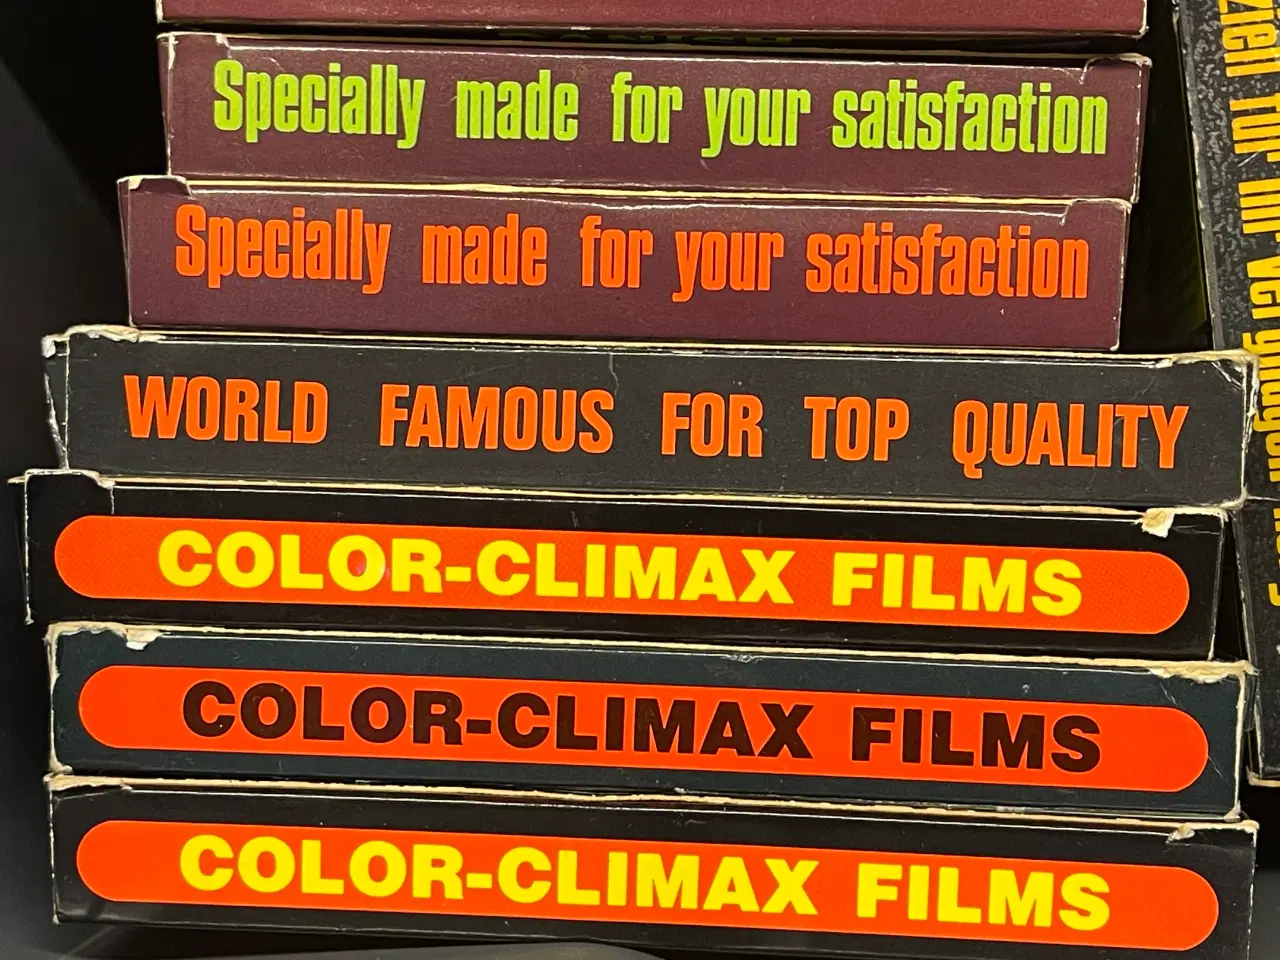 Specially made for your satisfaction
Specially made for your satisfaction
WORLD FAMOUS FOR TOP QUALITY
COLOR-CLIMAX FILMS
COLOR-CLIMAX FILMS
COLOR-CLIMAX FILMS